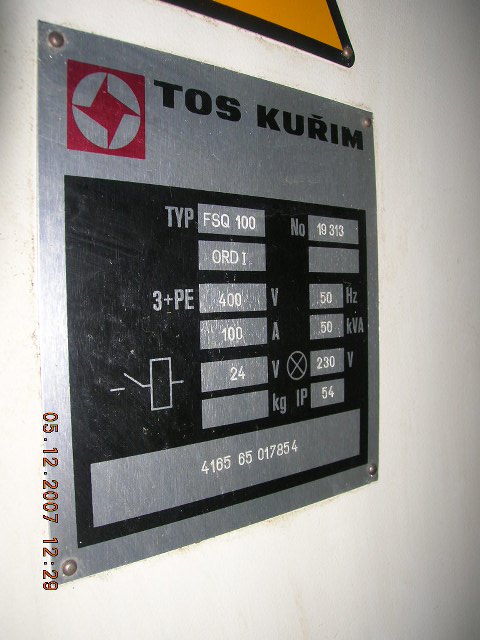 TOS KUŘIM
TYP FSQ 100 No 19 313
ORD I
3+PE 400 V 50 Hz
100 A 50 kVA
24 V 230 V
kg IP 54
4165 65 017854
05.12.2007 12:28